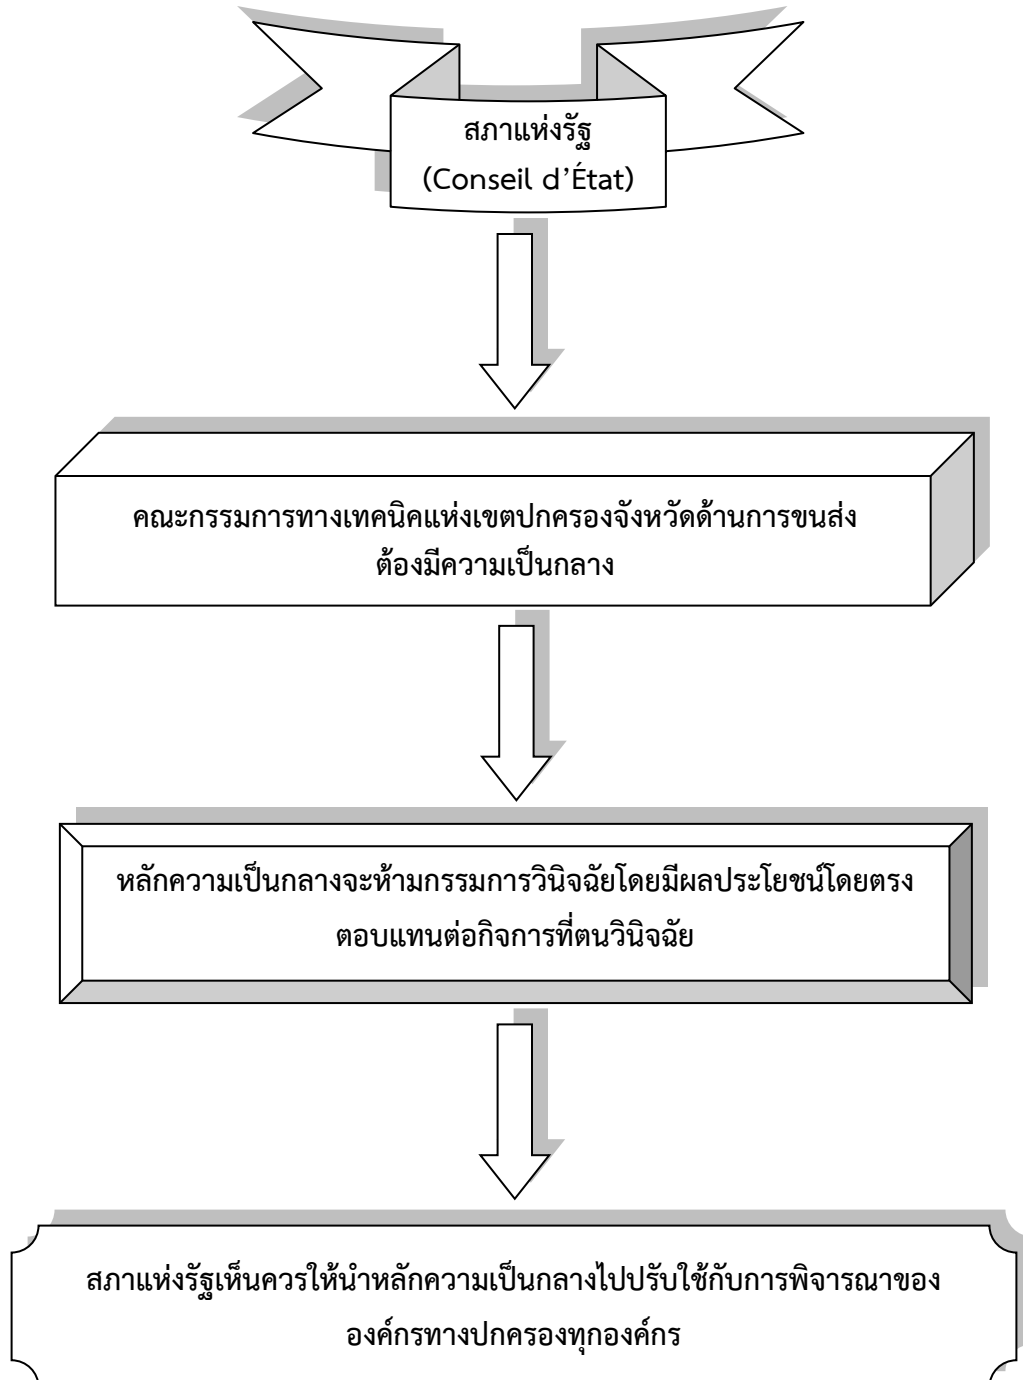 สภาแห่งรัฐ
(Conseil d’État)
คณะกรรมการทางเทคนิคแห่งเขตปกครองจังหวัดด้านการขนส่ง
ต้องมีความเป็นกลาง
หลักความเป็นกลางจะห้ามกรรมการวินิจฉัยโดยมีผลประโยชน์โดยตรง
ตอบแทนต่อกิจการที่ตนวินิจฉัย
สภาแห่งรัฐเห็นควรให้นำหลักความเป็นกลางไปปรับใช้กับการพิจารณาของ
องค์กรทางปกครองทุกองค์กร